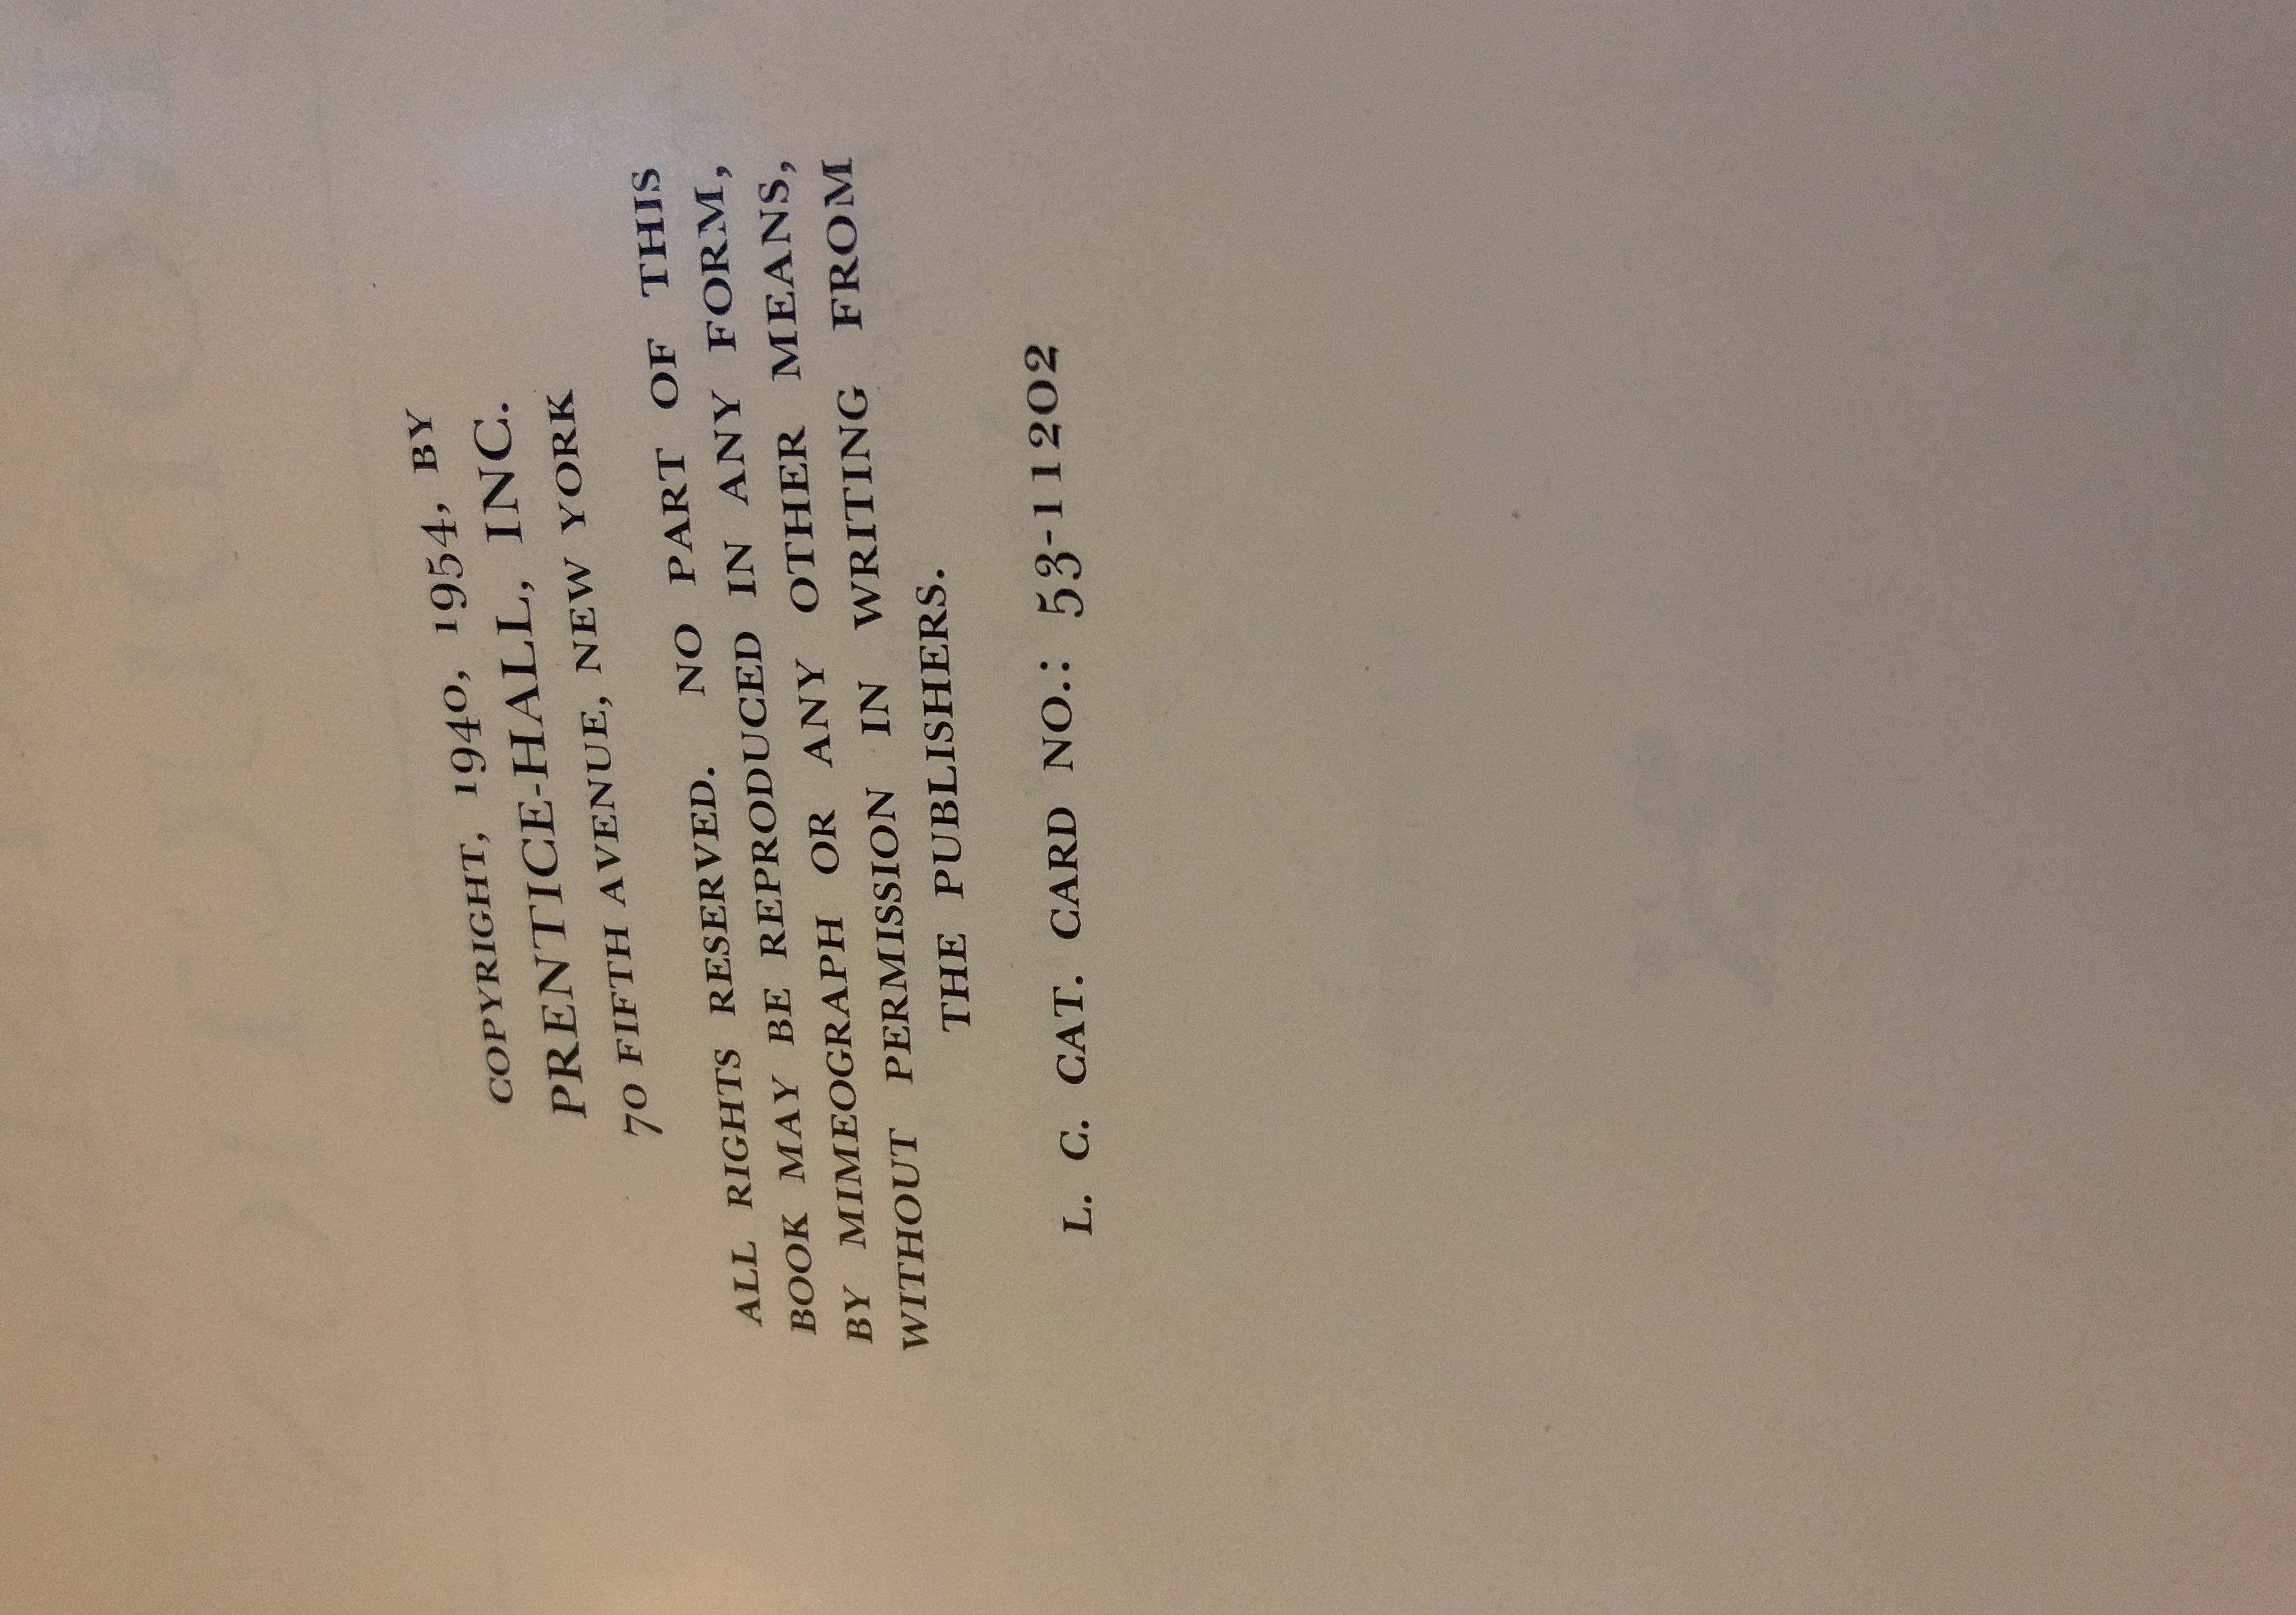 COPYRIGHT, 1940, 1954, BY
PRENTICE-HALL, INC.
70 FIFTH AVENUE, NEW YORK
ALL RIGHTS RESERVED. NO PART OF THIS
BOOK MAY BE REPRODUCED IN ANY FORM,
BY MIMEOGRAPH OR ANY OTHER MEANS,
WITHOUT PERMISSION IN WRITING FROM
THE PUBLISHERS.
L. C. CAT. CARD NO.: 53-11202